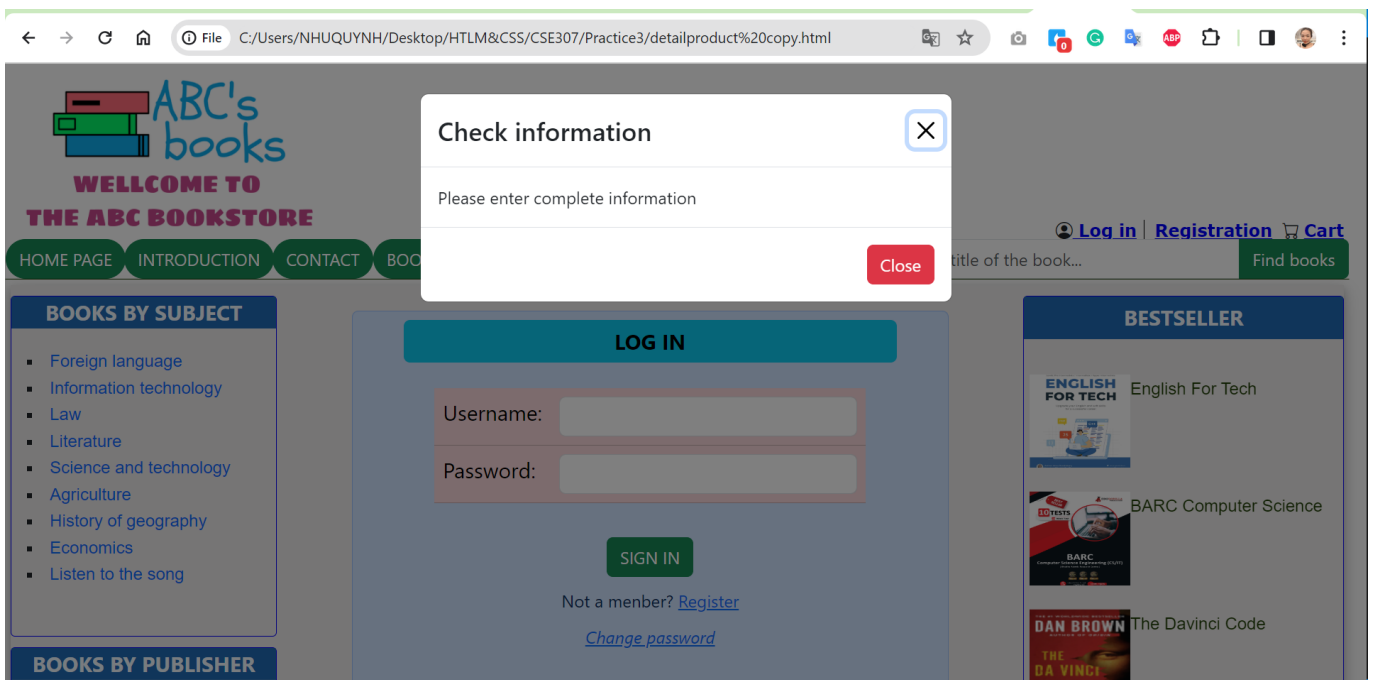 File
C:/Users/NHUQUYNH/Desktop/HTLM&CSS/CSE307/Practice3/detailproduct%20copy.html
0
G
ABP
ABC's
books
WELLCOME TO
THE ABC BOOKSTORE
Check information
Please enter complete information
Close
Log in
Registration
Cart
HOME PAGE
INTRODUCTION
CONTACT
BOO
title of the book...
Find books
BOOKS BY SUBJECT
Foreign language
Information technology
Law
Literature
Science and technology
Agriculture
History of geography
Economics
Listen to the song
BOOKS BY PUBLISHER
LOG IN
Username:
Password:
SIGN IN
Not a menber? Register
Change password
BESTSELLER
ENGLISH
FOR TECH
English For Tech
10 TESTS
BARC
BARC Computer Science
DAN BROWN
THE
DA VINCI
The Davinci Code